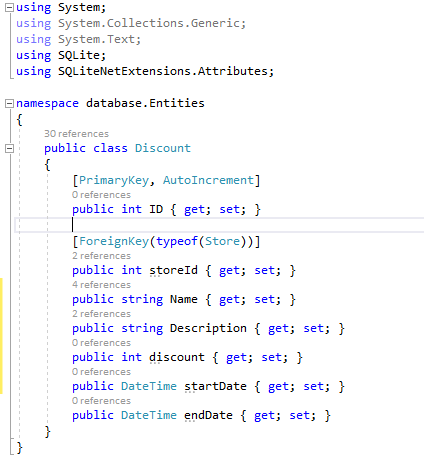 using System;
using System.Collections.Generic;
using System.Text;
using SQLite;
using SQLiteNetExtensions.Attributes;
namespace database.Entities
{
30 references
public class Discount
{
[PrimaryKey, AutoIncrement]
0 references
public int ID { get; set; }
[ForeignKey(typeof(Store))]
2 references
public int storeId { get; set; }
4 references
public string Name { get; set; }
2 references
public string Description { get; set; }
0 references
public int discount { get; set; }
0 references
public DateTime startDate { get; set; }
0 references
public DateTime endDate { get; set; }
}
}